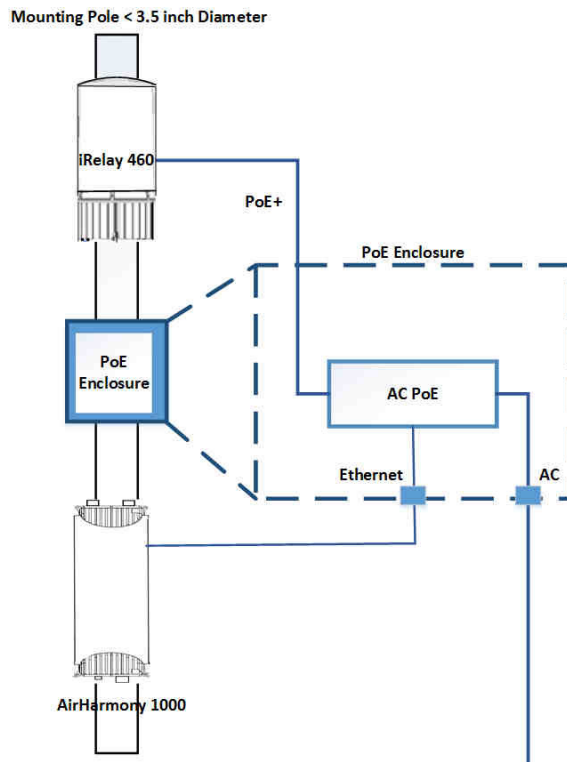 Mounting Pole < 3.5 inch Diameter
iRelay 460
PoE+
PoE Enclosure
PoE
Enclosure
AC PoE
Ethernet
AC
AirHarmony 1000